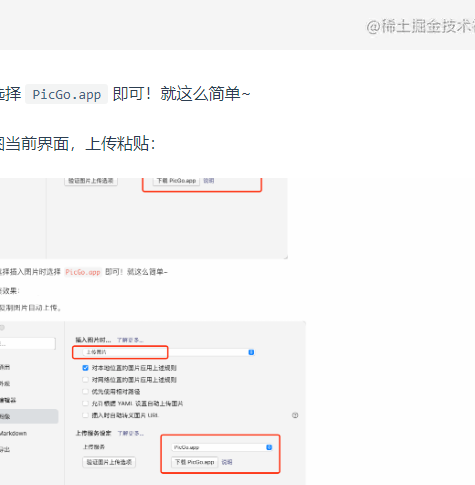 @稀土掘金技术
选择 PicGo.app 即可！就这么简单~
图当前界面，上传粘贴：
验证图片上传选项 下载 PicGo.app 说明
选择插入图片时选择 PicGo.app 即可！就这么简单~
效果：
复制图片自动上传。
插入图片时... 了解更多...
上传图片
对本地位置的图片应用上述规则
对网络位置的图片应用上述规则
优先使用相对路径
允许根据 YAML 设置自动上传图片
插入时自动转义图片 URL
Markdown
上传服务设定 了解更多...
上传服务 PicGo.app
验证图片上传选项 下载 PicGo.app 说明